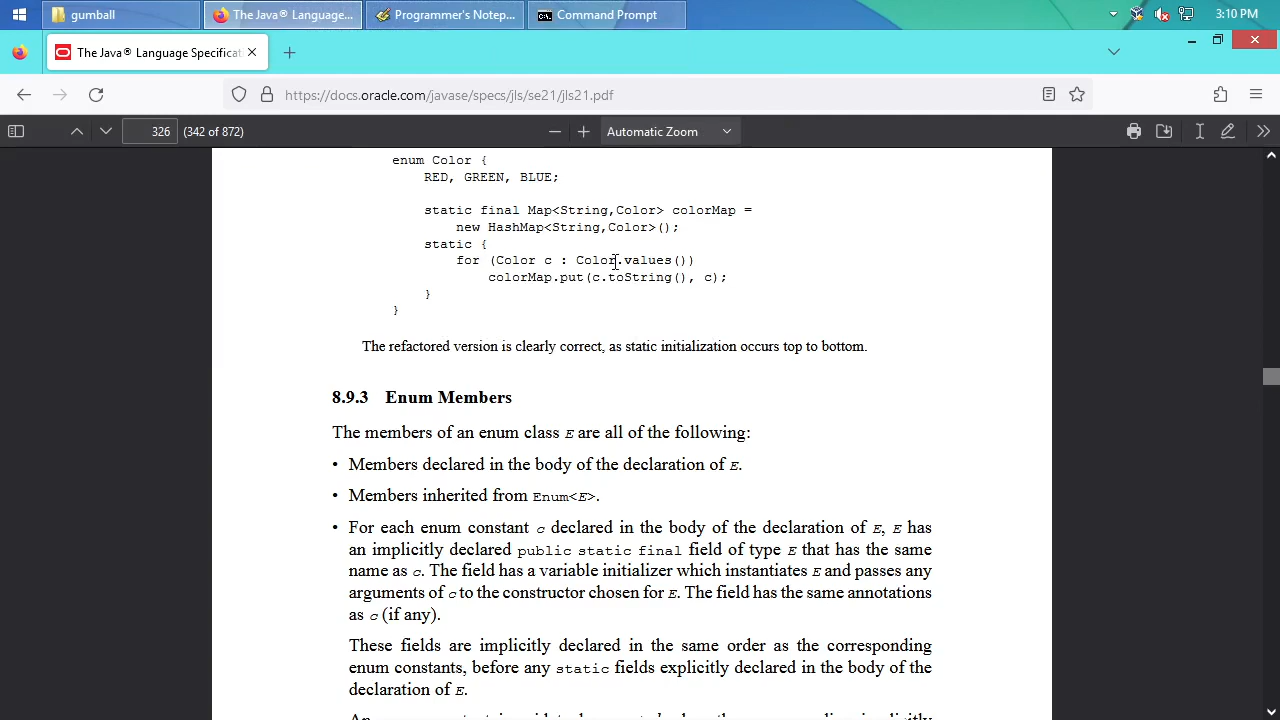 gumball
The Java® Language...
Programmer's Notep...
Command Prompt
3:10 PM
The Java® Language Specificat
https://docs.oracle.com/javase/specs/jls/se21/jls21.pdf
326 (342 of 872)
Automatic Zoom
enum Color {
RED, GREEN, BLUE;
static final Map<String,Color> colorMap =
new HashMap<String,Color>();
static {
for (Color c : Color.values())
colorMap.put(c.toString(), c);
}
}
The refactored version is clearly correct, as static initialization occurs top to bottom.
8.9.3 Enum Members
The members of an enum class E are all of the following:
• Members declared in the body of the declaration of E.
• Members inherited from Enum<E>.
• For each enum constant c declared in the body of the declaration of E, E has
an implicitly declared public static final field of type E that has the same
name as c. The field has a variable initializer which instantiates E and passes any
arguments of c to the constructor chosen for E. The field has the same annotations
as c (if any).
These fields are implicitly declared in the same order as the corresponding
enum constants, before any static fields explicitly declared in the body of the
declaration of E.